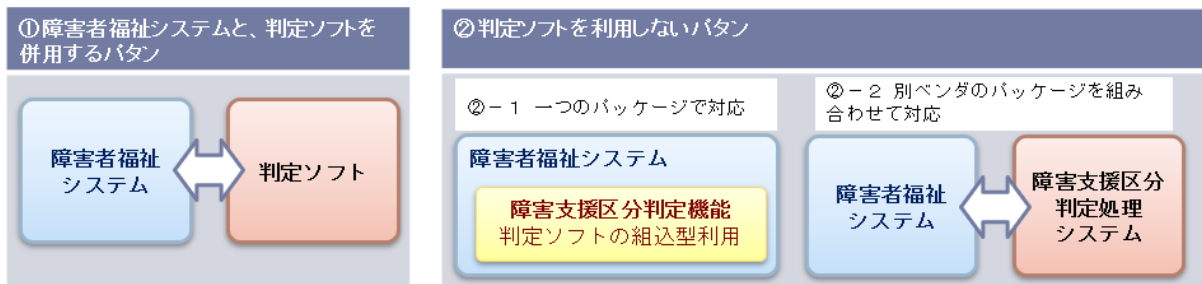 ①障害者福祉システムと、判定ソフトを
併用するパタン
障害者福祉
システム
判定ソフト
②判定ソフトを利用しないパタン
②－１ 一つのパッケージで対応
障害者福祉システム
障害支援区分判定機能
判定ソフトの組込型利用
②－２ 別ベンダのパッケージを組み
合わせて対応
障害者福祉
システム
障害支援区分
判定処理
システム